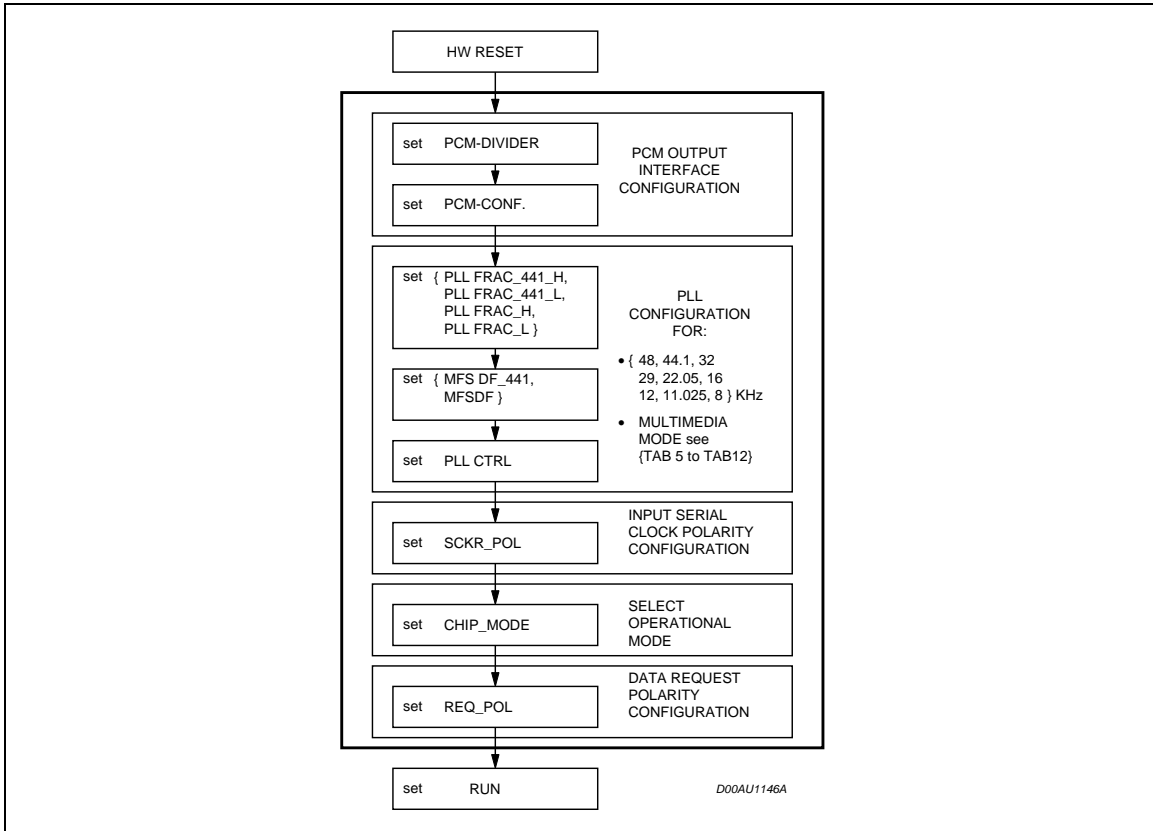 HW RESET
set PCM-DIVIDER
set PCM-CONF.
PCM OUTPUT
INTERFACE
CONFIGURATION
set { PLL FRAC_441_H,
PLL FRAC_441_L,
PLL FRAC_H,
PLL FRAC_L }
set { MFS DF_441,
MFSDF }
set PLL CTRL
PLL
CONFIGURATION
FOR:
• { 48, 44.1, 32
29, 22.05, 16
12, 11.025, 8 } KHz
• MULTIMEDIA
MODE see
{TAB 5 to TAB12}
set SCKR_POL
INPUT SERIAL
CLOCK POLARITY
CONFIGURATION
set CHIP_MODE
SELECT
OPERATIONAL
MODE
set REQ_POL
DATA REQUEST
POLARITY
CONFIGURATION
set RUN
D00AU1146A